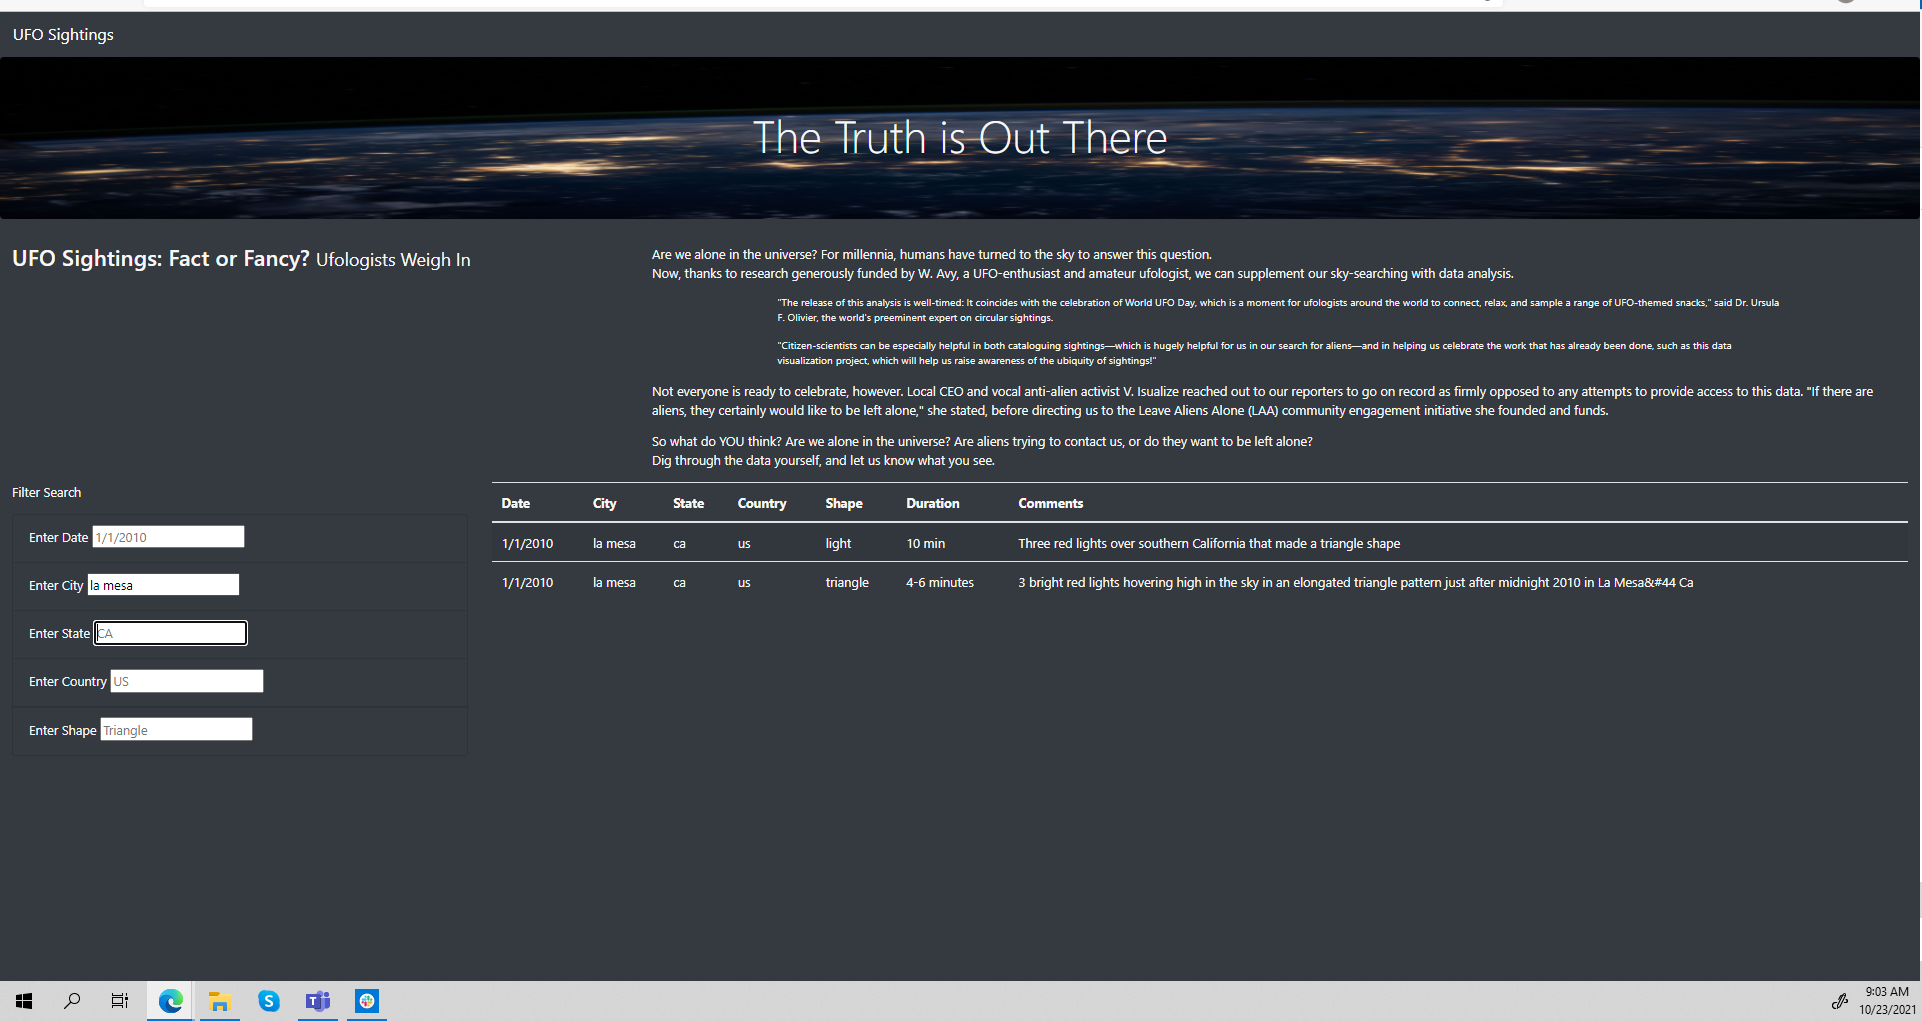 UFO Sightings
The Truth is Out There
UFO Sightings: Fact or Fancy? Ufologists Weigh In
Are we alone in the universe? For millennia, humans have turned to the sky to answer this question.
Now, thanks to research generously funded by W. Avy, a UFO-enthusiast and amateur ufologist, we can supplement our sky-searching with data analysis.
"The release of this analysis is well-timed: It coincides with the celebration of World UFO Day, which is a moment for ufologists around the world to connect, relax, and sample a range of UFO-themed snacks," said Dr. Ursula
F. Olivier, the world's preeminent expert on circular sightings.
"Citizen-scientists can be especially helpful in both cataloguing sightings—which is hugely helpful for us in our search for aliens—and in helping us celebrate the work that has already been done, such as this data
visualization project, which will help us raise awareness of the ubiquity of sightings!"
Not everyone is ready to celebrate, however. Local CEO and vocal anti-alien activist V. Isualize reached out to our reporters to go on record as firmly opposed to any attempts to provide access to this data. "If there are
aliens, they certainly would like to be left alone," she stated, before directing us to the Leave Aliens Alone (LAA) community engagement initiative she founded and funds.
So what do YOU think? Are we alone in the universe? Are aliens trying to contact us, or do they want to be left alone?
Dig through the data yourself, and let us know what you see.
Filter Search
Enter Date 1/1/2010
Enter City la mesa
Enter State CA
Enter Country US
Enter Shape Triangle
Date City State Country Shape Duration Comments
1/1/2010 la mesa ca us light 10 min Three red lights over southern California that made a triangle shape
1/1/2010 la mesa ca us triangle 4-6 minutes 3 bright red lights hovering high in the sky in an elongated triangle pattern just after midnight 2010 in La Mesa&#44 Ca
9:03 AM
10/23/2021